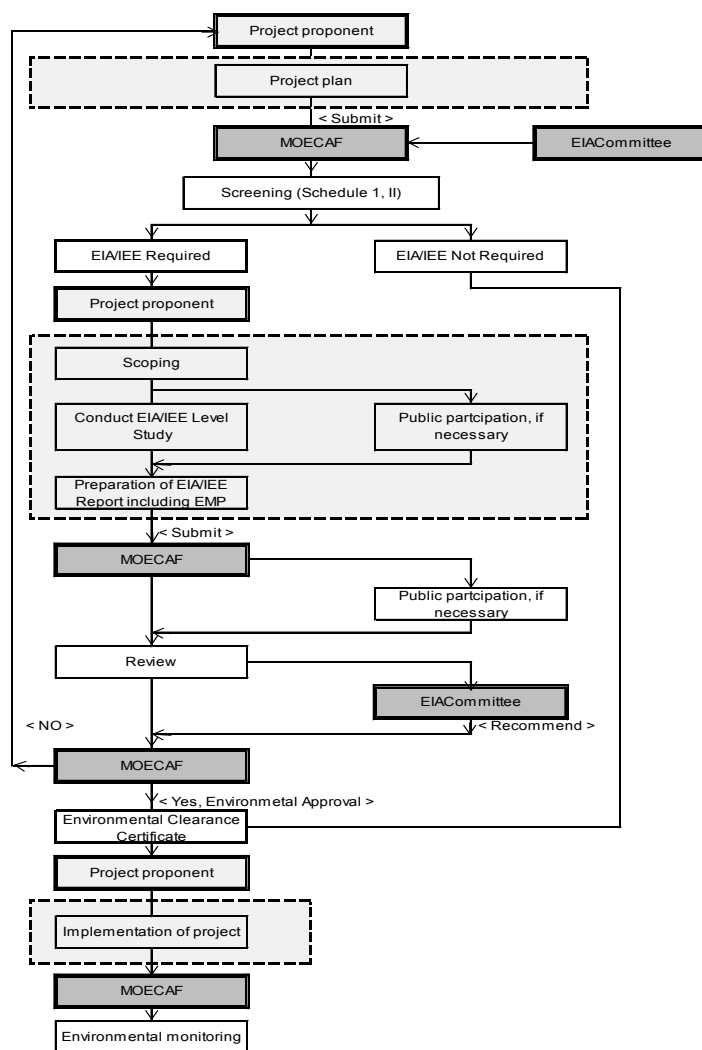 Project proponent
Project plan
< Submit >
MOECAF
EIACommittee
Screening (Schedule 1, II)
EIA/IEE Required
EIA/IEE Not Required
Project proponent
Scoping
Conduct EIA/IEE Level
Study
Public partcipation, if
necessary
Preparation of EIA/IEE
Report including EMP
< Submit >
MOECAF
Public partcipation, if
necessary
Review
EIACommittee
< NO >
< Recommend >
MOECAF
< Yes, Environmetal Approval >
Environmental Clearance
Certificate
Project proponent
Implementation of project
MOECAF
Environmental monitoring